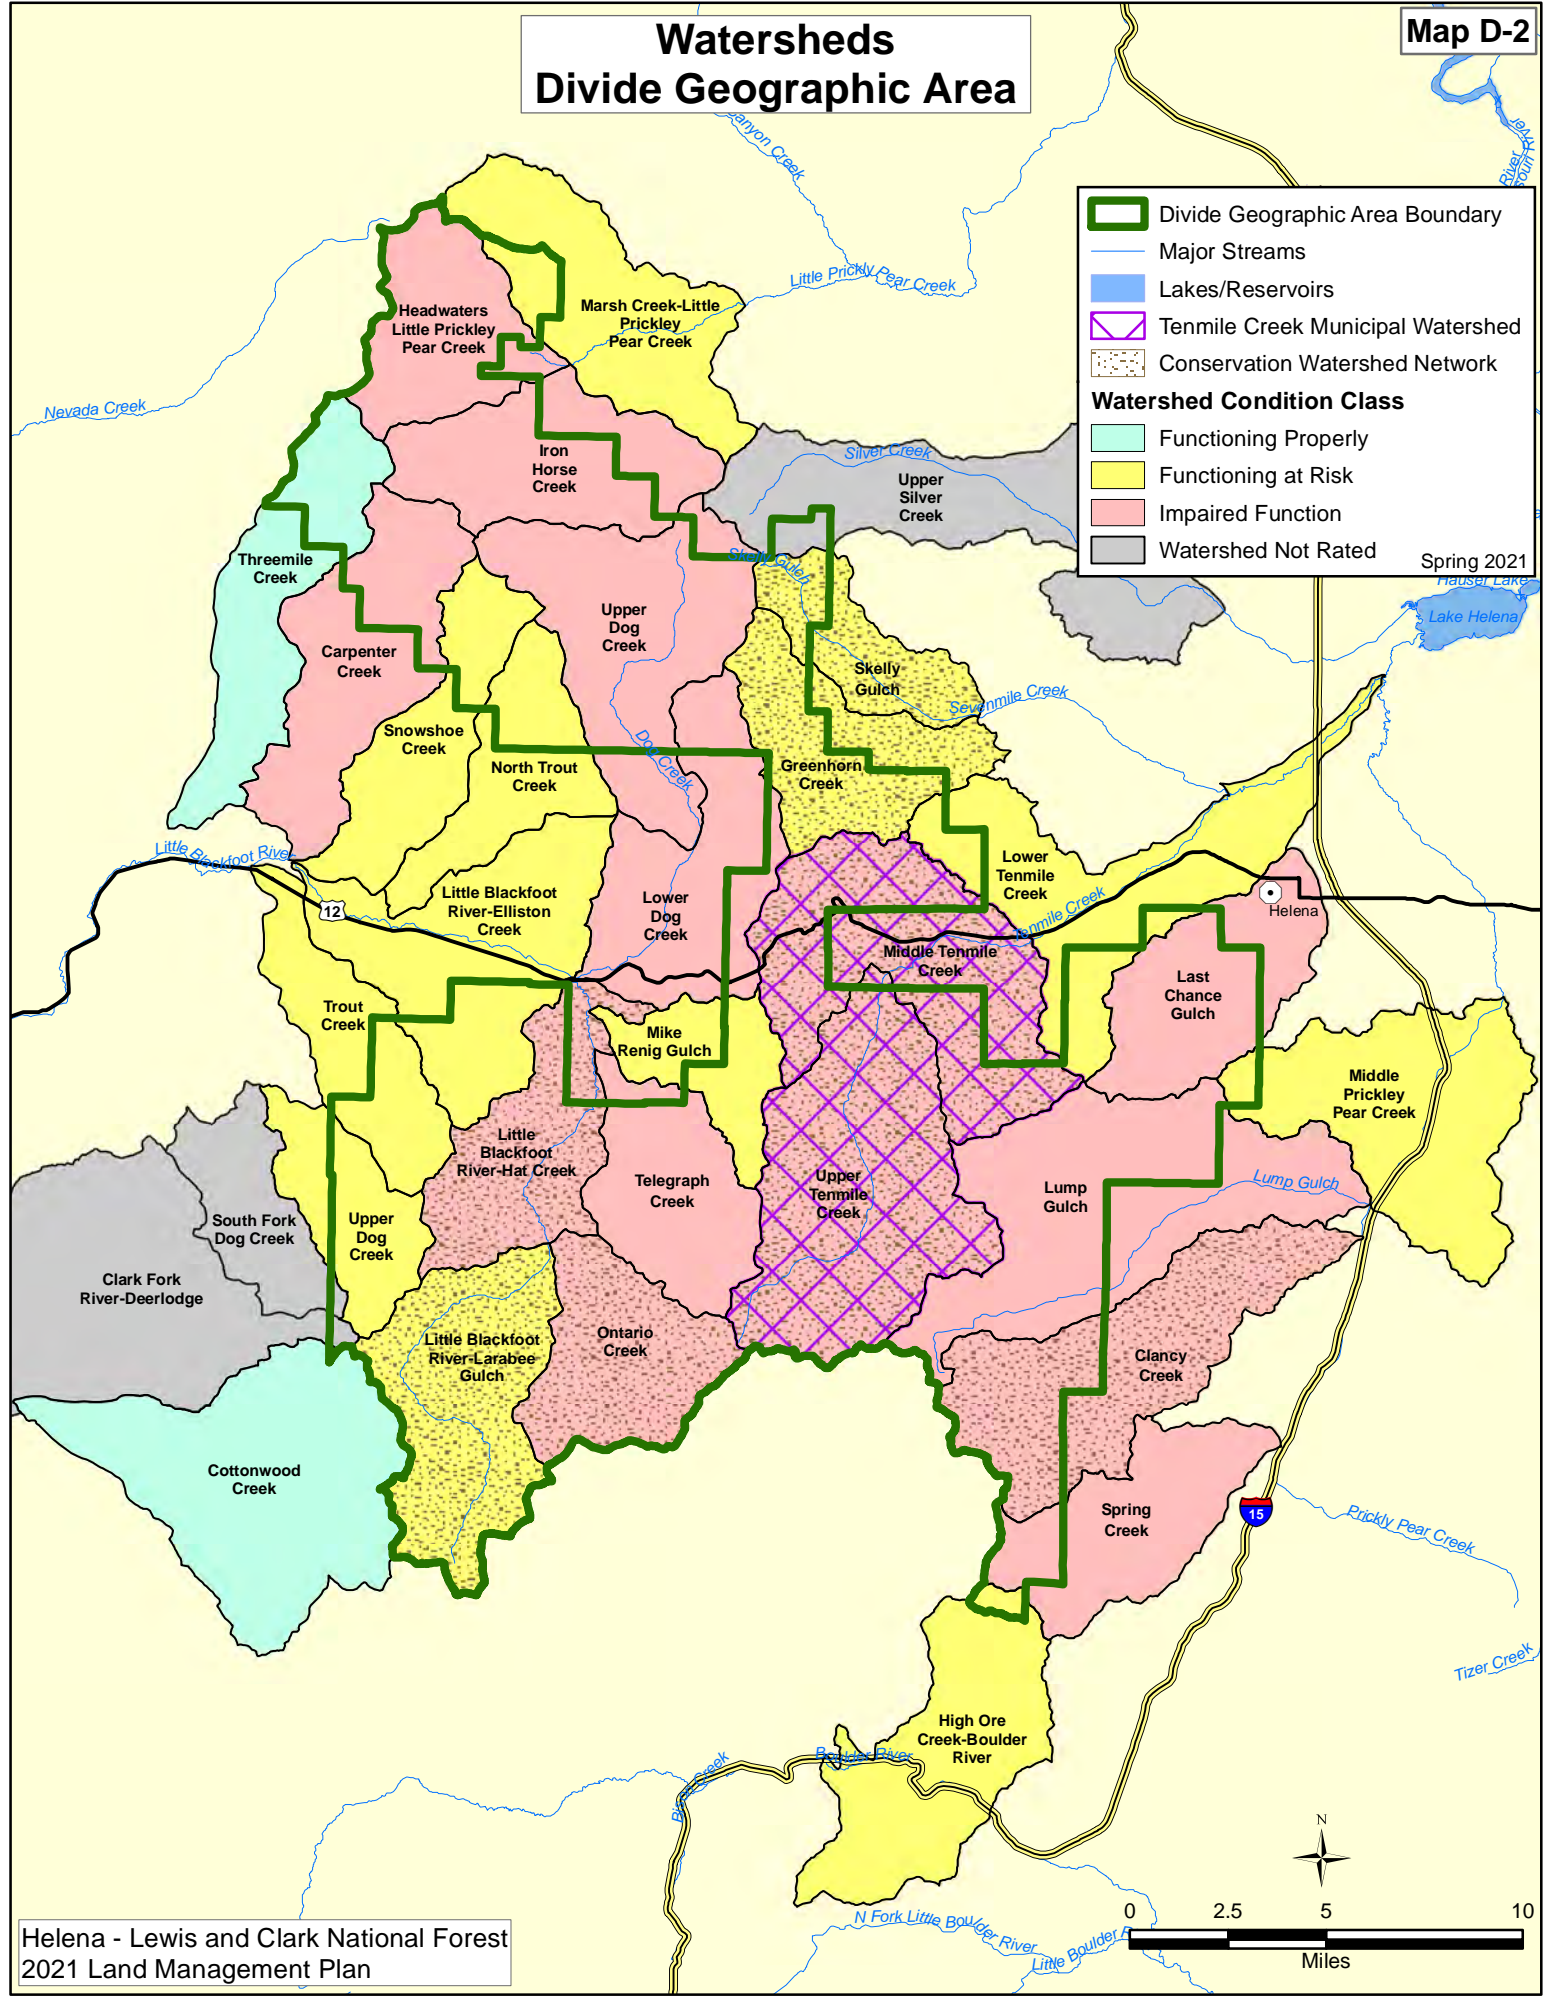 Watersheds
Divide Geographic Area
Map D-2
Divide Geographic Area Boundary
Major Streams
Lakes/Reservoirs
Tenmile Creek Municipal Watershed
Conservation Watershed Network
Watershed Condition Class
Functioning Properly
Functioning at Risk
Impaired Function
Watershed Not Rated
Spring 2021
anyon Creek
River
souri River
Little Prickly Pear Creek
Nevada Creek
Headwaters
Little Prickley
Pear Creek
Marsh Creek-Little
Prickley
Pear Creek
Iron
Horse
Creek
Silver Creek
Upper
Silver
Creek
Threemile
Creek
Skelly Gulch
Hauser Lake
Lake Helena
Upper
Dog
Creek
Carpenter
Creek
Skelly
Gulch
Sevenmile Creek
Snowshoe
Creek
Dog Creek
North Trout
Creek
Greenhorn
Creek
Little Blackfoot River
12
Little Blackfoot
River-Elliston
Creek
Lower
Dog
Creek
Lower
Tenmile
Creek
Tenmile Creek
Helena
Middle Tenmile
Creek
Last
Chance
Gulch
Trout
Creek
Mike
Renig Gulch
Middle
Prickley
Pear Creek
Little
Blackfoot
River-Hat Creek
Telegraph
Creek
Upper
Tenmile
Creek
Lump
Gulch
Lump Gulch
South Fork
Dog Creek
Upper
Dog
Creek
Clark Fork
River-Deerlodge
Little Blackfoot
River-Larabee
Gulch
Ontario
Creek
Clancy
Creek
Cottonwood
Creek
Spring
Creek
15
Prickly Pear Creek
Tizer Creek
High Ore
Creek-Boulder
River
Boulder River
Bison Creek
N
N Fork Little Boulder River
Little Boulder R
0 2.5 5 10
Miles
Helena - Lewis and Clark National Forest
2021 Land Management Plan